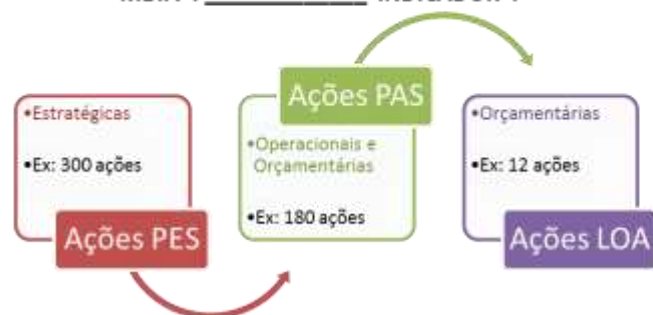 •Estratégicas
•Ex: 300 ações
Ações PES
Ações PAS
•Operacionais e
Orçamentárias
•Ex: 180 ações
•Orçamentárias
•Ex: 12 ações
Ações LOA